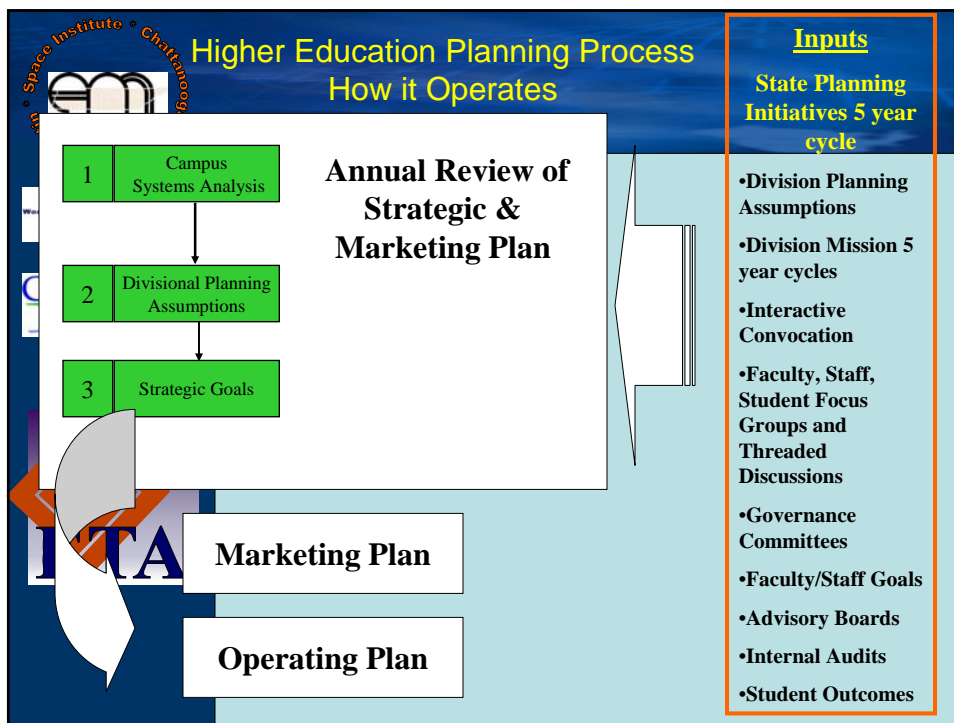 Space Institute • Chattanooga
Higher Education Planning Process
How it Operates
1
Campus
Systems Analysis
2
Divisional Planning
Assumptions
3
Strategic Goals
Annual Review of
Strategic &
Marketing Plan
Marketing Plan
Operating Plan
Inputs
State Planning
Initiatives 5 year
cycle
•Division Planning
Assumptions
•Division Mission 5
year cycles
•Interactive
Convocation
•Faculty, Staff,
Student Focus
Groups and
Threaded
Discussions
•Governance
Committees
•Faculty/Staff Goals
•Advisory Boards
•Internal Audits
•Student Outcomes